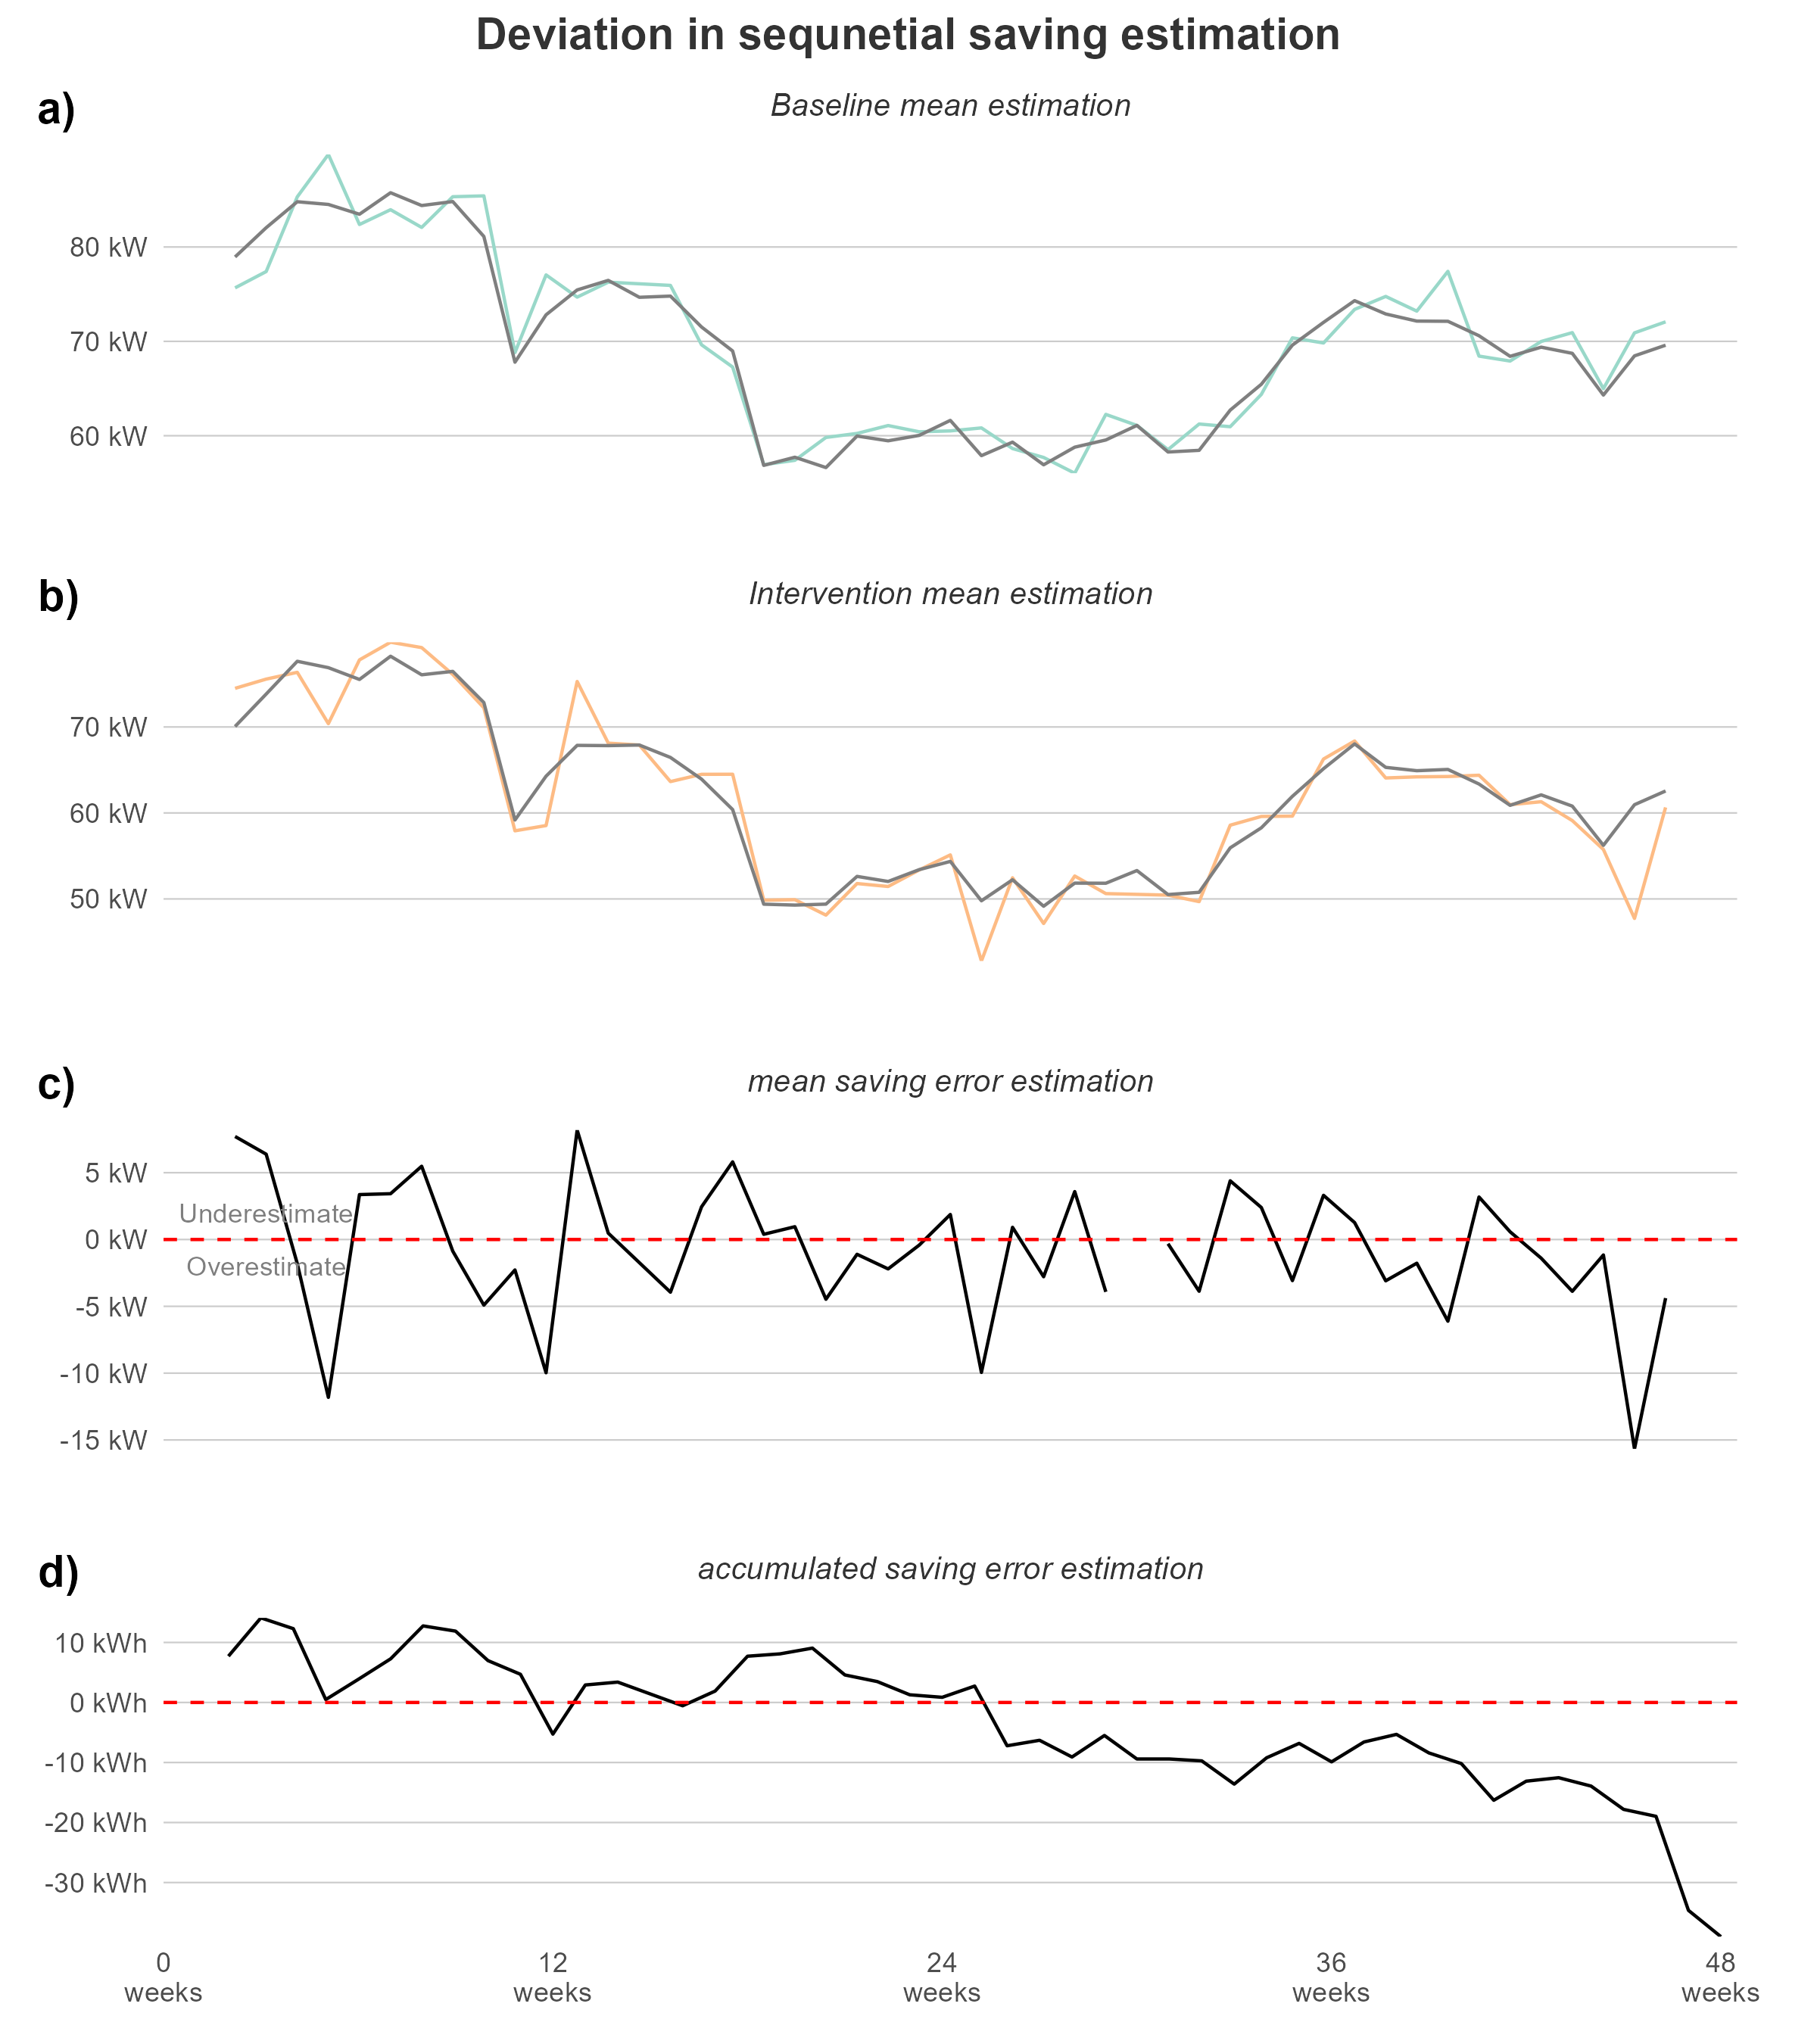 Deviation in sequnetial saving estimation
a)
Baseline mean estimation
80 kW
70 kW
60 kW
b)
Intervention mean estimation
70 kW
60 kW
50 kW
c)
mean saving error estimation
5 kW
Underestimate
0 kW
Overestimate
-5 kW
-10 kW
-15 kW
d)
accumulated saving error estimation
10 kWh
0 kWh
-10 kWh
-20 kWh
-30 kWh
0 12 24 36 48
weeks weeks weeks weeks weeks